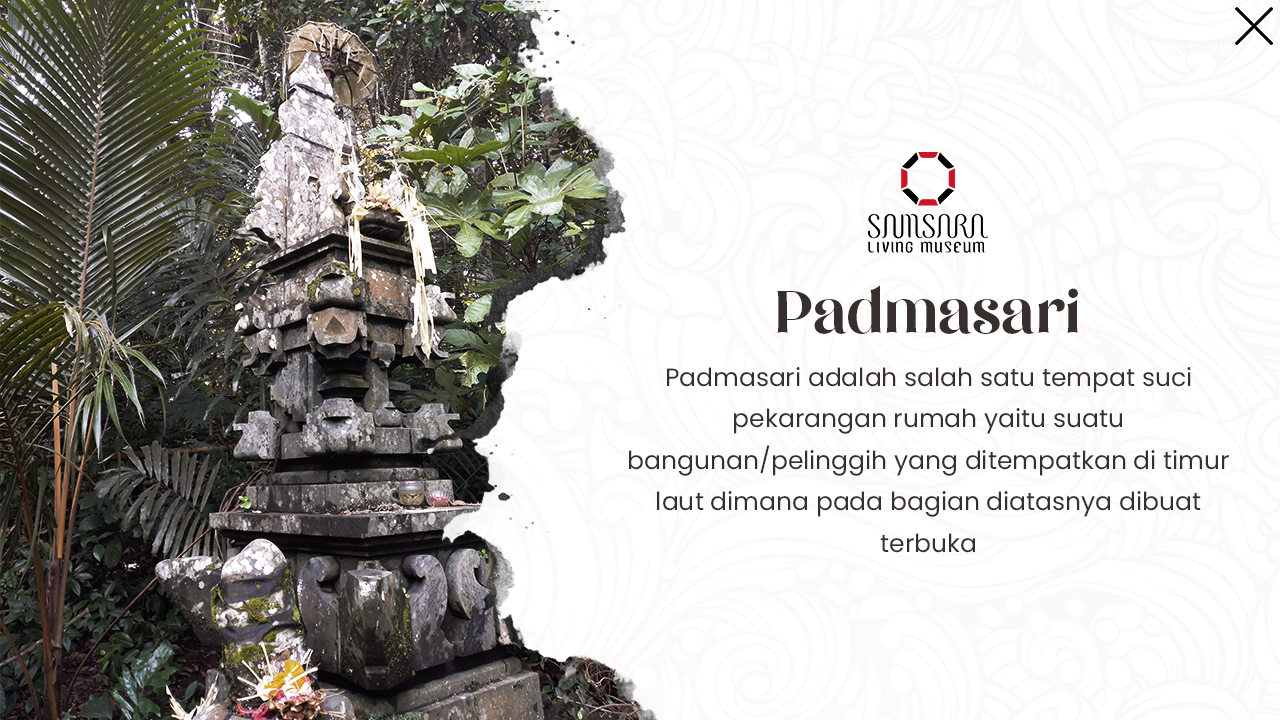 SAMSARA
LIVING MUSEUM
Padmasari
Padmasari adalah salah satu tempat suci
pekarangan rumah yaitu suatu
bangunan/pelinggih yang ditempatkan di timur
laut dimana pada bagian diatasnya dibuat
terbuka